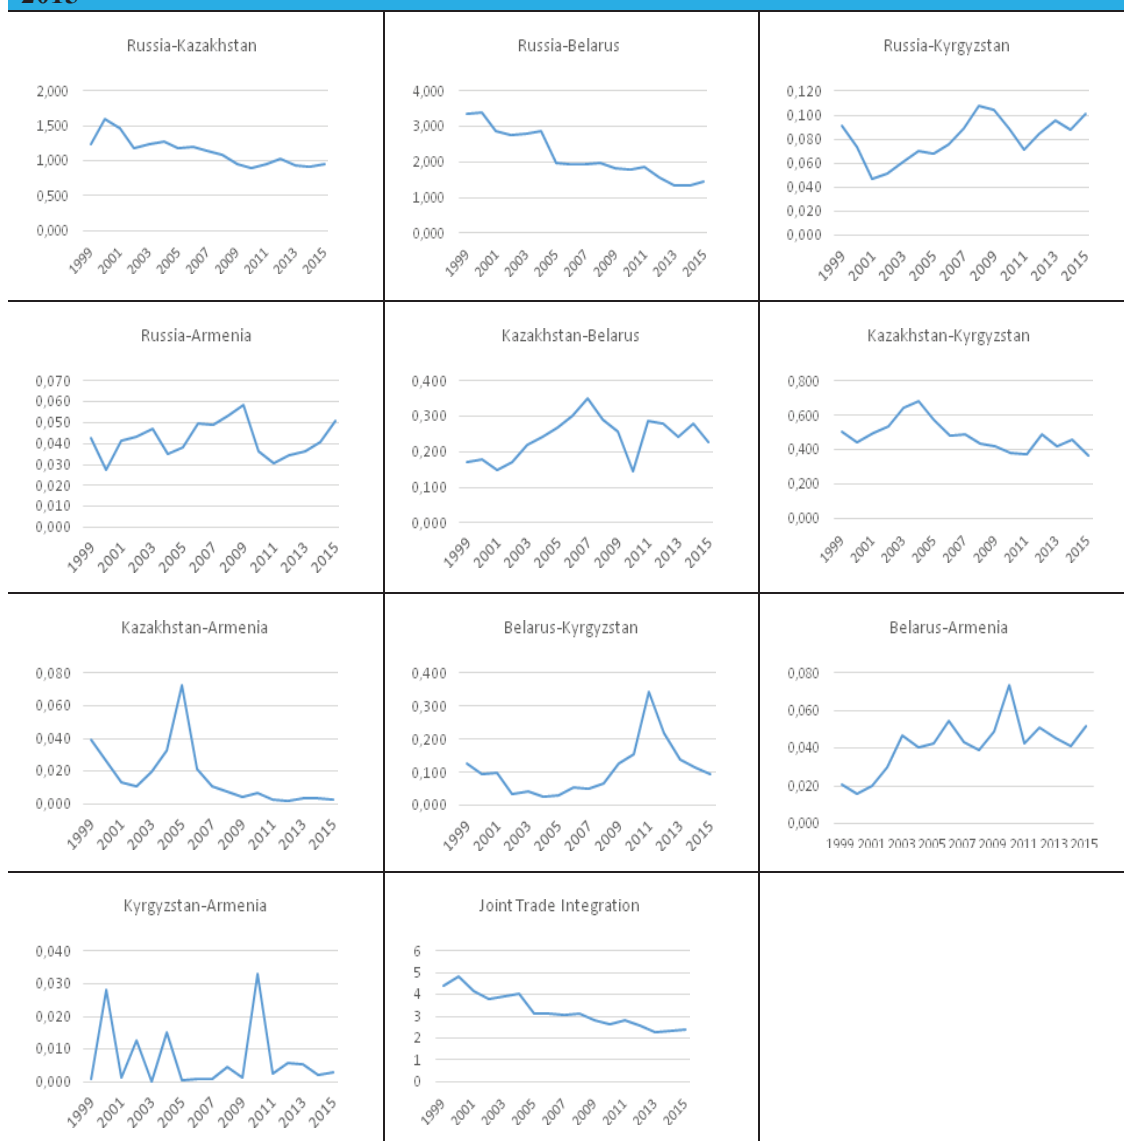 2015
Russia-Kazakhstan
2,000
1,500
1,000
0,500
0,000
1999 2001 2003 2005 2007 2009 2011 2013 2015
Russia-Belarus
4,000
3,000
2,000
1,000
0,000
1999 2001 2003 2005 2007 2009 2011 2013 2015
Russia-Kyrgyzstan
0,120
0,100
0,080
0,060
0,040
0,020
0,000
1999 2001 2003 2005 2007 2009 2011 2013 2015
Russia-Armenia
0,070
0,060
0,050
0,040
0,030
0,020
0,010
0,000
1999 2001 2003 2005 2007 2009 2011 2013 2015
Kazakhstan-Belarus
0,400
0,300
0,200
0,100
0,000
1999 2001 2003 2005 2007 2009 2011 2013 2015
Kazakhstan-Kyrgyzstan
0,800
0,600
0,400
0,200
0,000
1999 2001 2003 2005 2007 2009 2011 2013 2015
Kazakhstan-Armenia
0,080
0,060
0,040
0,020
0,000
1999 2001 2003 2005 2007 2009 2011 2013 2015
Belarus-Kyrgyzstan
0,400
0,300
0,200
0,100
0,000
1999 2001 2003 2005 2007 2009 2011 2013 2015
Belarus-Armenia
0,080
0,060
0,040
0,020
0,000
1999 2001 2003 2005 2007 2009 2011 2013 2015
Kyrgyzstan-Armenia
0,040
0,030
0,020
0,010
0,000
1999 2001 2003 2005 2007 2009 2011 2013 2015
Joint Trade Integration
6
5
4
3
2
1
0
1999 2001 2003 2005 2007 2009 2011 2013 2015